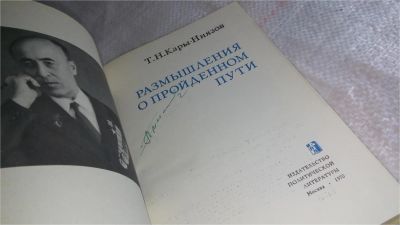 Т. Н. Кары-Ниязов
РАЗМЫШЛЕНИЯ
О ПРОЙДЕННОМ
ПУТИ
ИЗДАТЕЛЬСТВО
ПОЛИТИЧЕСКОЙ
ЛИТЕРАТУРЫ
Москва · 1970